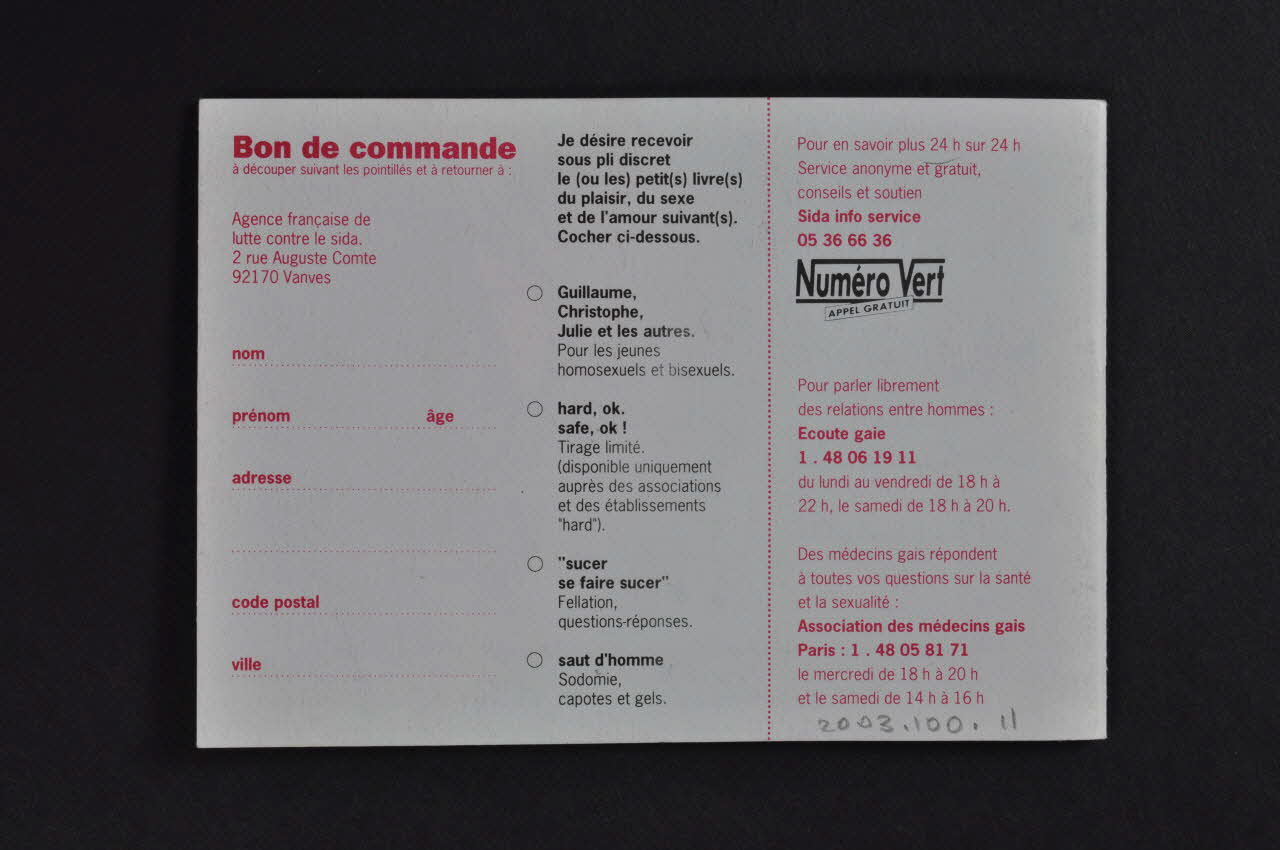 Bon de commande
à découper suivant les pointillés et à retourner à :
Agence française de
lutte contre le sida.
2 rue Auguste Comte
92170 Vanves
nom
prénom âge
adresse
code postal
ville
Je désire recevoir
sous pli discret
le (ou les) petit(s) livre(s)
du plaisir, du sexe
et de l'amour suivant(s).
Cocher ci-dessous.
Guillaume,
Christophe,
Julie et les autres.
Pour les jeunes
homosexuels et bisexuels.
hard, ok.
safe, ok !
Tirage limité.
(disponible uniquement
auprès des associations
et des établissements
"hard").
"sucer
se faire sucer"
Fellation,
questions-réponses.
saut d'homme
Sodomie,
capotes et gels.
Pour en savoir plus 24 h sur 24 h
Service anonyme et gratuit,
conseils et soutien
Sida info service
05 36 66 36
Numéro Vert
APPEL GRATUIT
Pour parler librement
des relations entre hommes :
Ecoute gaie
1 . 48 06 19 11
du lundi au vendredi de 18 h à
22 h, le samedi de 18 h à 20 h.
Des médecins gais répondent
à toutes vos questions sur la santé
et la sexualité :
Association des médecins gais
Paris : 1 . 48 05 81 71
le mercredi de 18 h à 20 h
et le samedi de 14 h à 16 h
2003.100.11